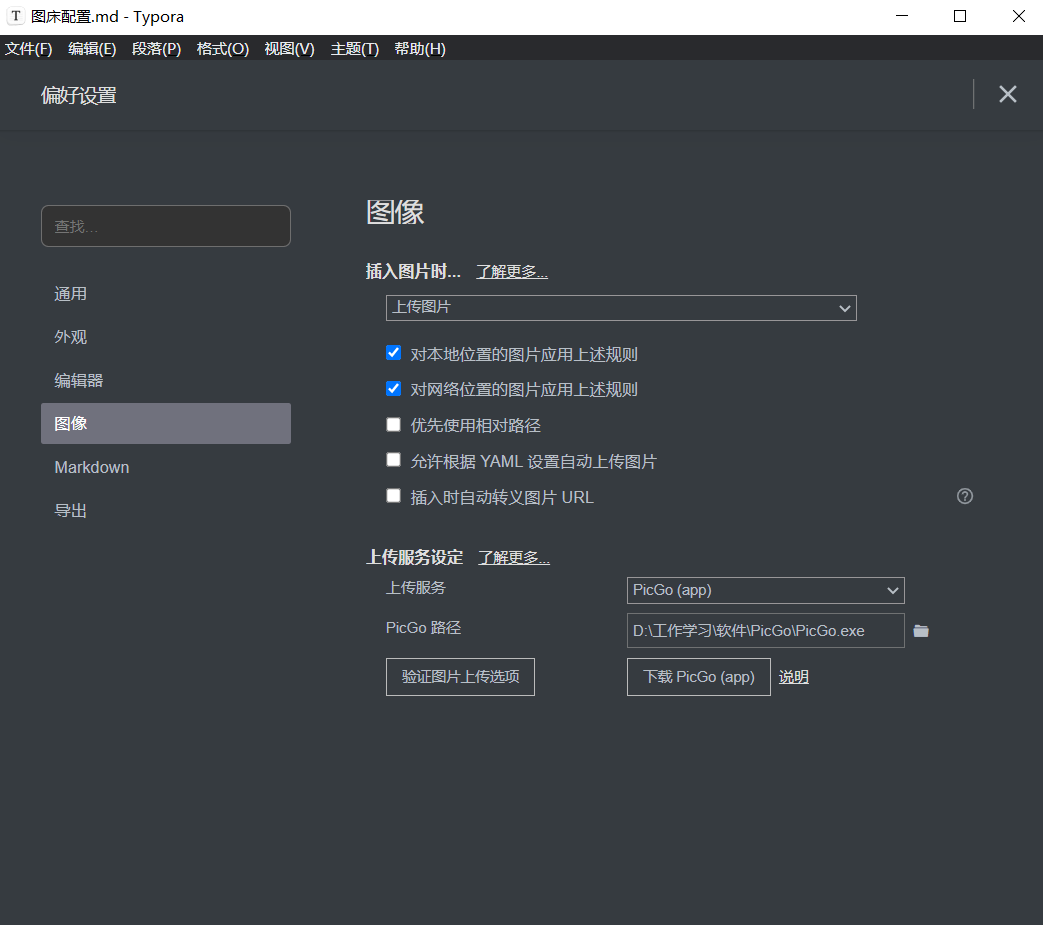 T 图床配置.md - Typora
文件(F) 编辑(E) 段落(P) 格式(O) 视图(V) 主题(T) 帮助(H)
偏好设置
查找...
通用
外观
编辑器
图像
Markdown
导出
图像
插入图片时... 了解更多...
上传图片
对本地位置的图片应用上述规则
对网络位置的图片应用上述规则
优先使用相对路径
允许根据 YAML 设置自动上传图片
插入时自动转义图片 URL
?
上传服务设定 了解更多...
上传服务 PicGo (app)
PicGo 路径 D:\工作学习\软件\PicGo\PicGo.exe
验证图片上传选项 下载 PicGo (app) 说明